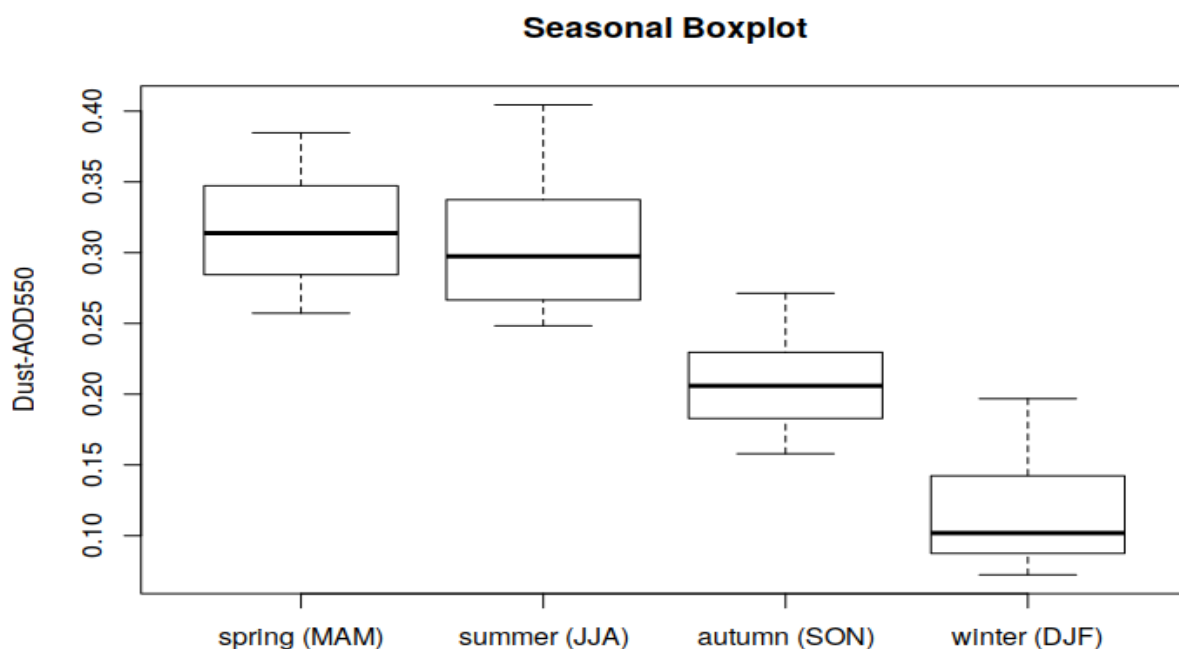 Seasonal Boxplot
Dust-AOD550
0.40
0.35
0.30
0.25
0.20
0.15
0.10
spring (MAM) summer (JJA) autumn (SON) winter (DJF)